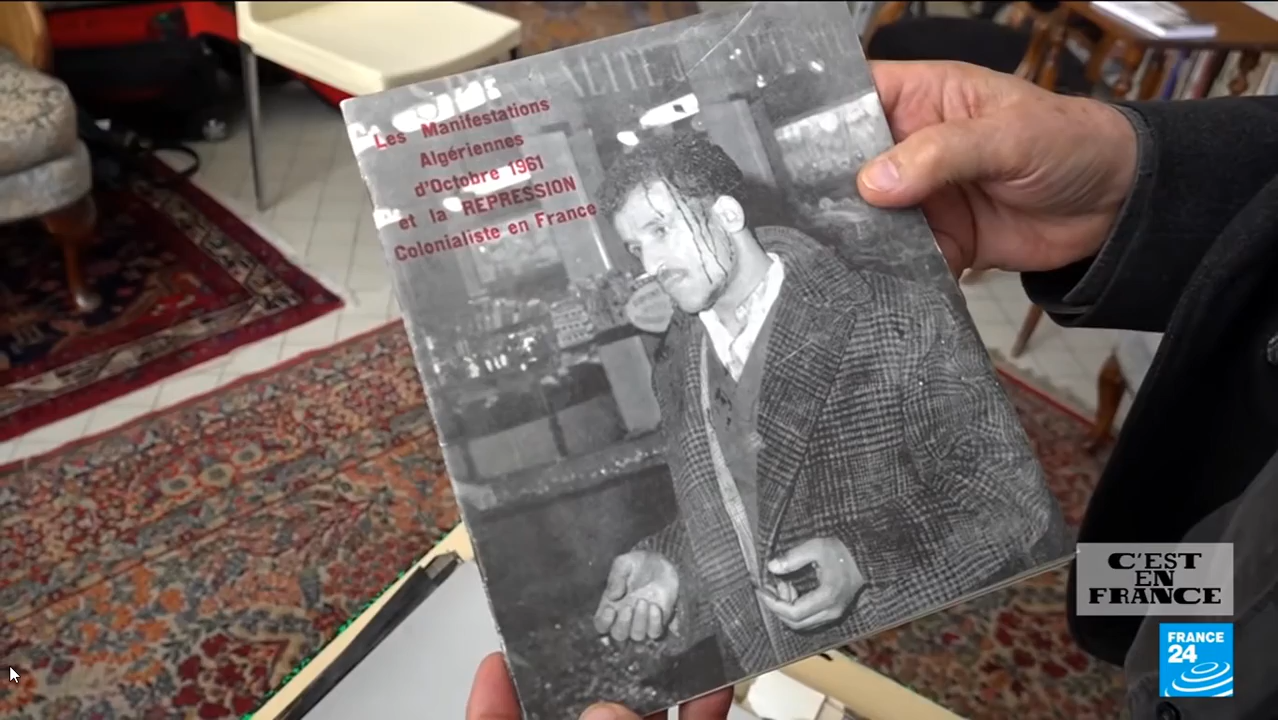 Les Manifestations
Algériennes
d'Octobre 1961
et la REPRESSION
Colonialiste en France
C'EST
EN
FRANCE
FRANCE
24